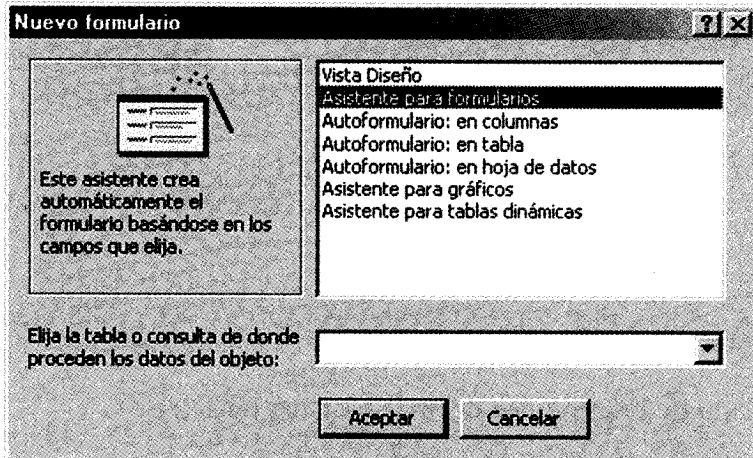 Nuevo formulario
Vista Diseño
Asistente para formularios
Autoformulario: en columnas
Autoformulario: en tabla
Autoformulario: en hoja de datos
Asistente para gráficos
Asistente para tablas dinámicas
Este asistente crea
automáticamente el
formulario basándose en los
campos que elija.
Elija la tabla o consulta de donde
proceden los datos del objeto:
Aceptar
Cancelar